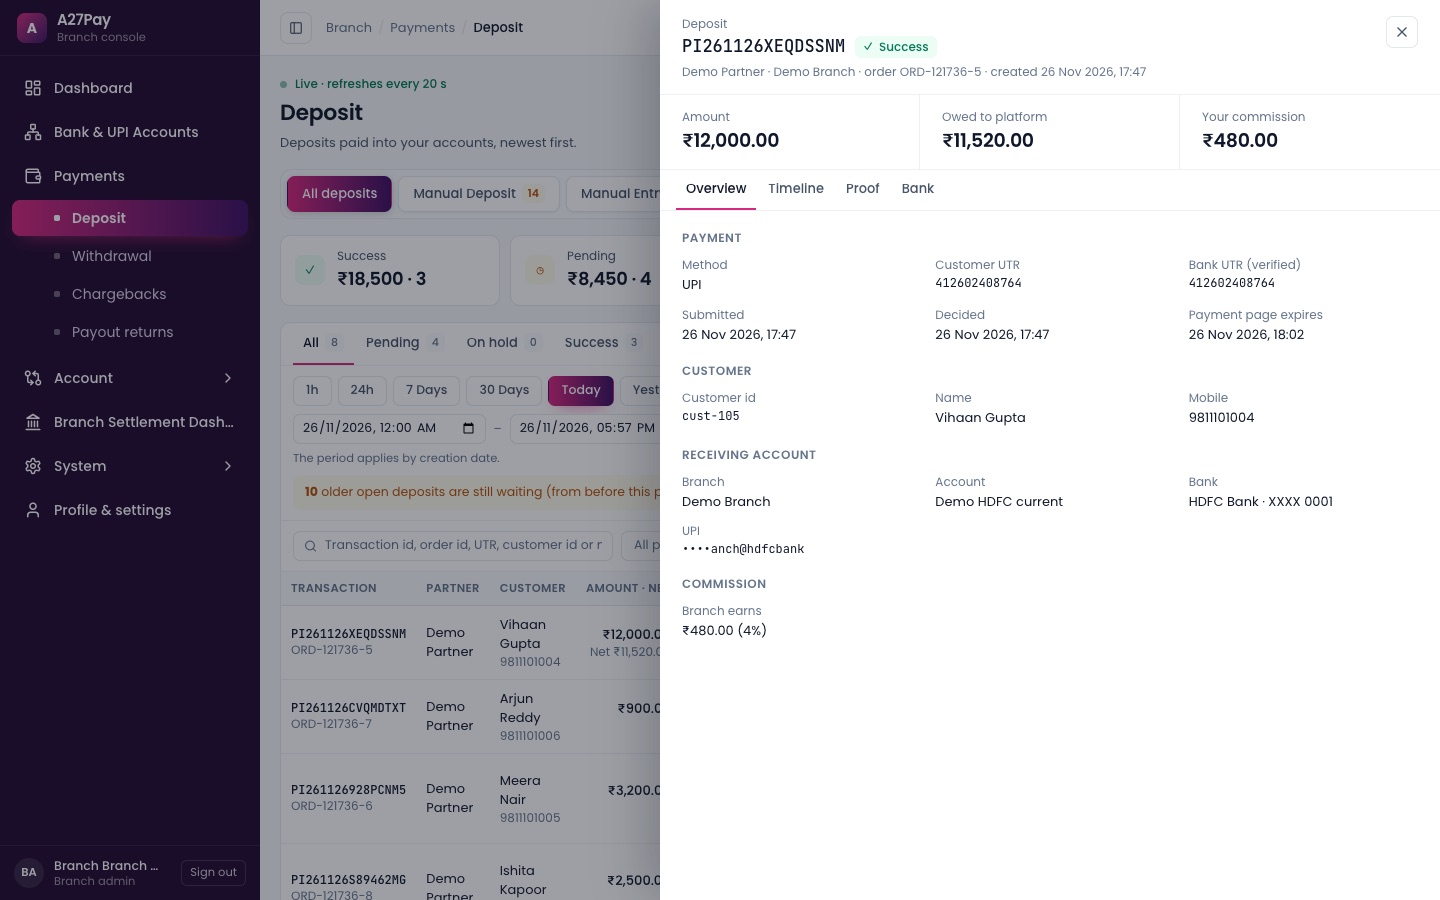 A
A27Pay
Branch console
Dashboard
Bank & UPI Accounts
Payments
Deposit
Withdrawal
Chargebacks
Payout returns
Account
Branch Settlement Dash...
System
Profile & settings
BA
Branch Branch ...
Branch admin
Sign out
Branch / Payments / Deposit
Live · refreshes every 20 s
Deposit
Deposits paid into your accounts, newest first.
All deposits
Manual Deposit 14
Manual Entr
Success
₹18,500 · 3
Pending
₹8,450 · 4
All 8
Pending 4
On hold 0
Success 3
1h
24h
7 Days
30 Days
Today
Yest
26/11/2026, 12:00 AM
–
26/11/2026, 05:57 PM
The period applies by creation date.
10 older open deposits are still waiting (from before this p
Transaction id, order id, UTR, customer id or r
All p
TRANSACTION PARTNER CUSTOMER AMOUNT · NE
PI261126XEQDSSNM
ORD-121736-5
Demo
Partner
Vihaan
Gupta
9811101004
₹12,000.0
Net ₹11,520.0
PI261126CVQMDTXT
ORD-121736-7
Demo
Partner
Arjun
Reddy
9811101006
₹900.0
PI261126928PCNM5
ORD-121736-6
Demo
Partner
Meera
Nair
9811101005
₹3,200.0
PI261126S89462MG
ORD-121736-8
Demo
Partner
Ishita
Kapoor
₹2,500.0
Deposit
PI261126XEQDSSNM
✓ Success
Demo Partner · Demo Branch · order ORD-121736-5 · created 26 Nov 2026, 17:47
Amount
₹12,000.00
Owed to platform
₹11,520.00
Your commission
₹480.00
Overview Timeline Proof Bank
PAYMENT
Method
UPI
Customer UTR
412602408764
Bank UTR (verified)
412602408764
Submitted
26 Nov 2026, 17:47
Decided
26 Nov 2026, 17:47
Payment page expires
26 Nov 2026, 18:02
CUSTOMER
Customer id
cust-105
Name
Vihaan Gupta
Mobile
9811101004
RECEIVING ACCOUNT
Branch
Demo Branch
Account
Demo HDFC current
Bank
HDFC Bank · XXXX 0001
UPI
••••anch@hdfcbank
COMMISSION
Branch earns
₹480.00 (4%)